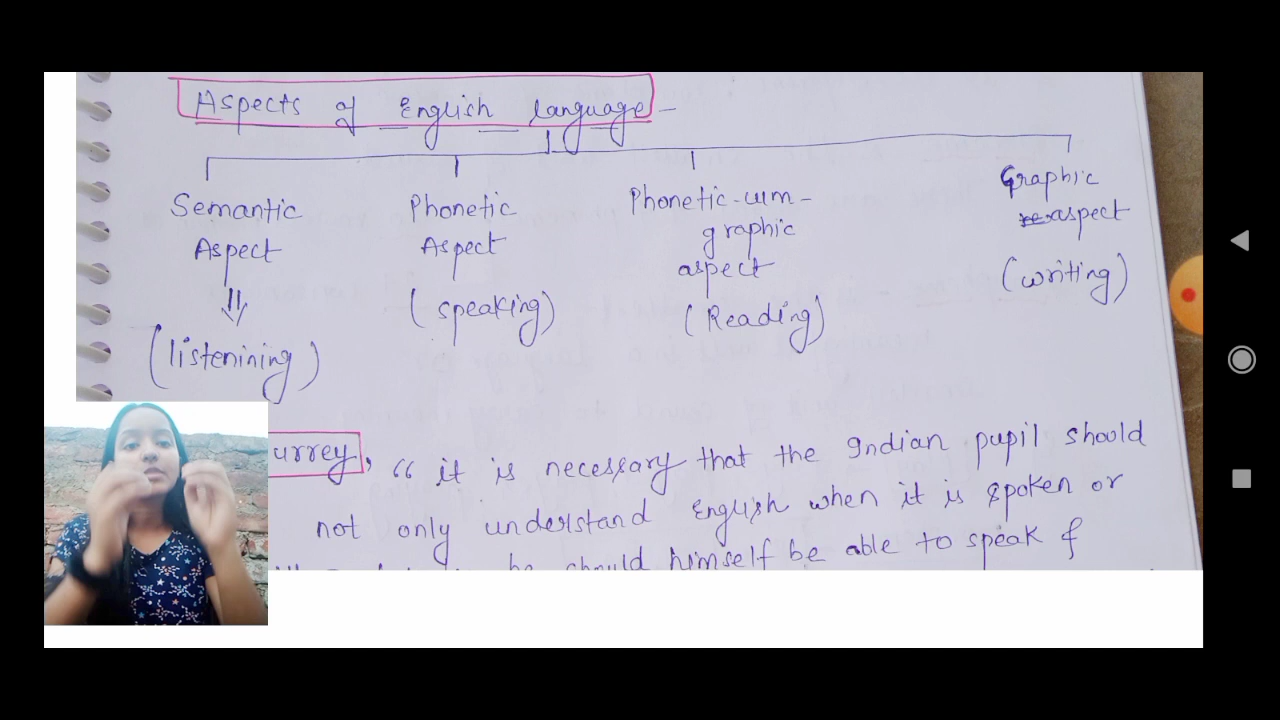 Aspects of English language -
Semantic Aspect
(listenining)
Phonetic Aspect
(speaking)
Phonetic-cum-graphic aspect
(Reading)
Graphic aspect
(writing)
urrey, "it is necessary that the Indian pupil should
not only understand English when it is spoken or
he should himself be able to speak &